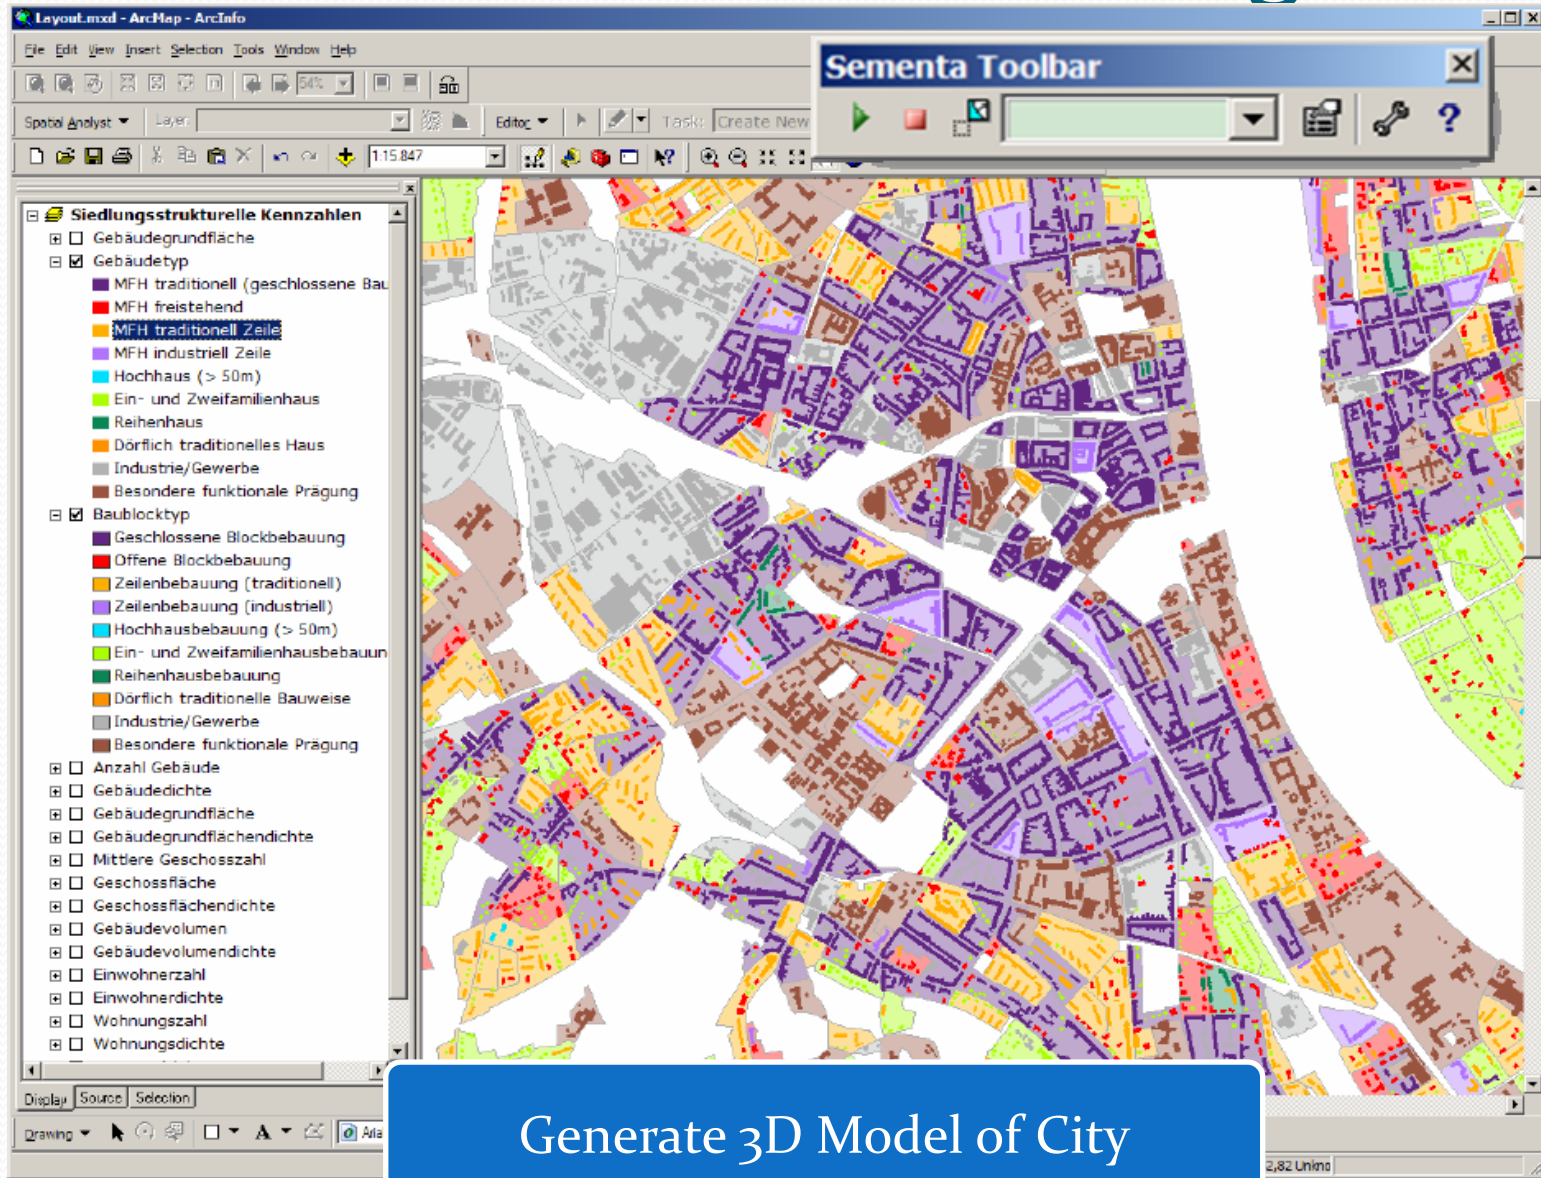 Layout.mxd - ArcMap - ArcInfo
File Edit View Insert Selection Tools Window Help
54%
Spatial Analyst Layer: Editor Task: Create New
1:15.847
Sementa Toolbar
Siedlungsstrukturelle Kennzahlen
Gebäudegrundfläche
Gebäudetyp
MFH traditionell (geschlossene Bau
MFH freistehend
MFH traditionell Zeile
MFH industriell Zeile
Hochhaus (> 50m)
Ein- und Zweifamilienhaus
Reihenhaus
Dörflich traditionelles Haus
Industrie/Gewerbe
Besondere funktionale Prägung
Baublocktyp
Geschlossene Blockbebauung
Offene Blockbebauung
Zeilenbebauung (traditionell)
Zeilenbebauung (industriell)
Hochhausbebauung (> 50m)
Ein- und Zweifamilienhausbebauun
Reihenhausbebauung
Dörflich traditionelle Bauweise
Industrie/Gewerbe
Besondere funktionale Prägung
Anzahl Gebäude
Gebäudedichte
Gebäudegrundfläche
Gebäudegrundflächendichte
Mittlere Geschosszahl
Geschossfläche
Geschossflächendichte
Gebäudevolumen
Gebäudevolumendichte
Einwohnerzahl
Einwohnerdichte
Wohnungszahl
Wohnungsdichte
Display Source Selection
Drawing A Aria
2,82 Unkno
Generate 3D Model of City